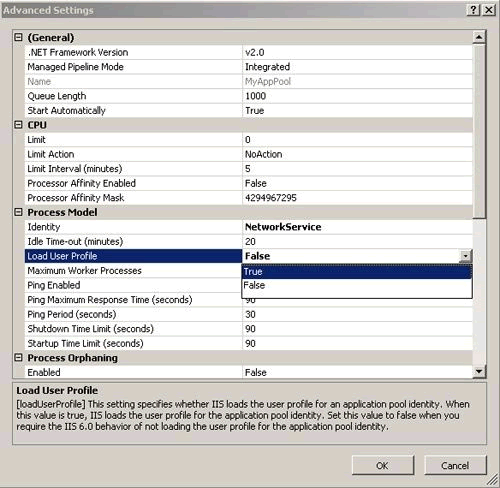 Advanced Settings
(General)
.NET Framework Version v2.0
Managed Pipeline Mode Integrated
Name MyAppPool
Queue Length 1000
Start Automatically True
CPU
Limit 0
Limit Action NoAction
Limit Interval (minutes) 5
Processor Affinity Enabled False
Processor Affinity Mask 4294967295
Process Model
Identity NetworkService
Idle Time-out (minutes) 20
Load User Profile False
Maximum Worker Processes True
Ping Enabled False
Ping Maximum Response Time (seconds) 90
Ping Period (seconds) 30
Shutdown Time Limit (seconds) 90
Startup Time Limit (seconds) 90
Process Orphaning
Enabled False
Load User Profile
[loadUserProfile] This setting specifies whether IIS loads the user profile for an application pool identity. When
this value is true, IIS loads the user profile for the application pool identity. Set this value to false when you
require the IIS 6.0 behavior of not loading the user profile for the application pool identity.
OK Cancel